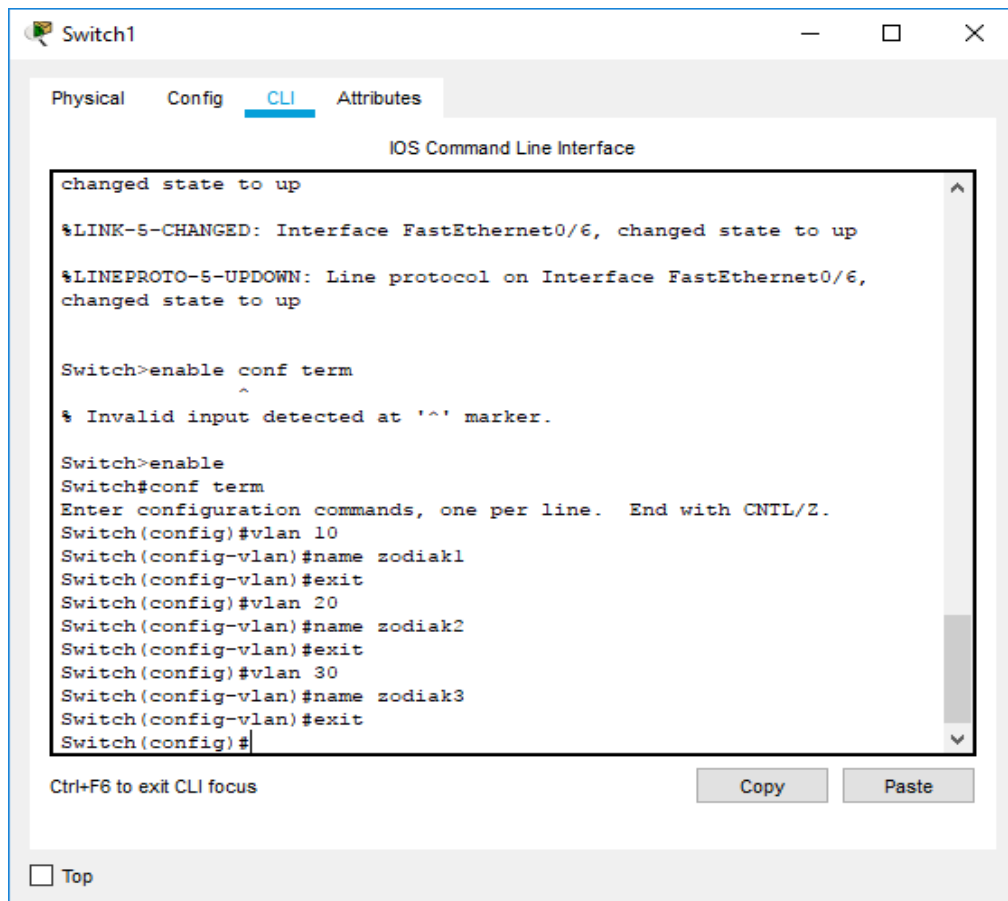 Switch1
Physical Config CLI Attributes
IOS Command Line Interface
changed state to up
%LINK-5-CHANGED: Interface FastEthernet0/6, changed state to up
%LINEPROTO-5-UPDOWN: Line protocol on Interface FastEthernet0/6,
changed state to up
Switch>enable conf term
^
% Invalid input detected at '^' marker.
Switch>enable
Switch#conf term
Enter configuration commands, one per line.  End with CNTL/Z.
Switch(config)#vlan 10
Switch(config-vlan)#name zodiak1
Switch(config-vlan)#exit
Switch(config)#vlan 20
Switch(config-vlan)#name zodiak2
Switch(config-vlan)#exit
Switch(config)#vlan 30
Switch(config-vlan)#name zodiak3
Switch(config-vlan)#exit
Switch(config)#
Ctrl+F6 to exit CLI focus Copy Paste
Top